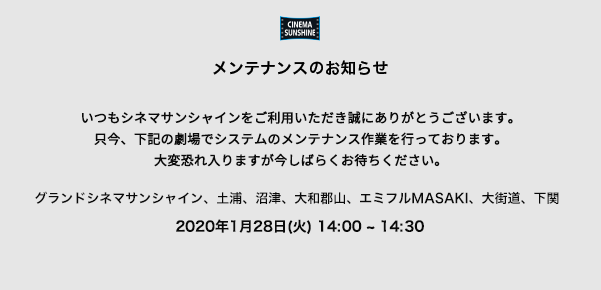 CINEMA
SUNSHINE
メンテナンスのお知らせ
いつもシネマサンシャインをご利用いただき誠にありがとうございます。
只今、下記の劇場でシステムのメンテナンス作業を行っております。
大変恐れ入りますが今しばらくお待ちください。
グランドシネマサンシャイン、土浦、沼津、大和郡山、エミフルMASAKI、大街道、下関
2020年1月28日(火) 14:00 ~ 14:30